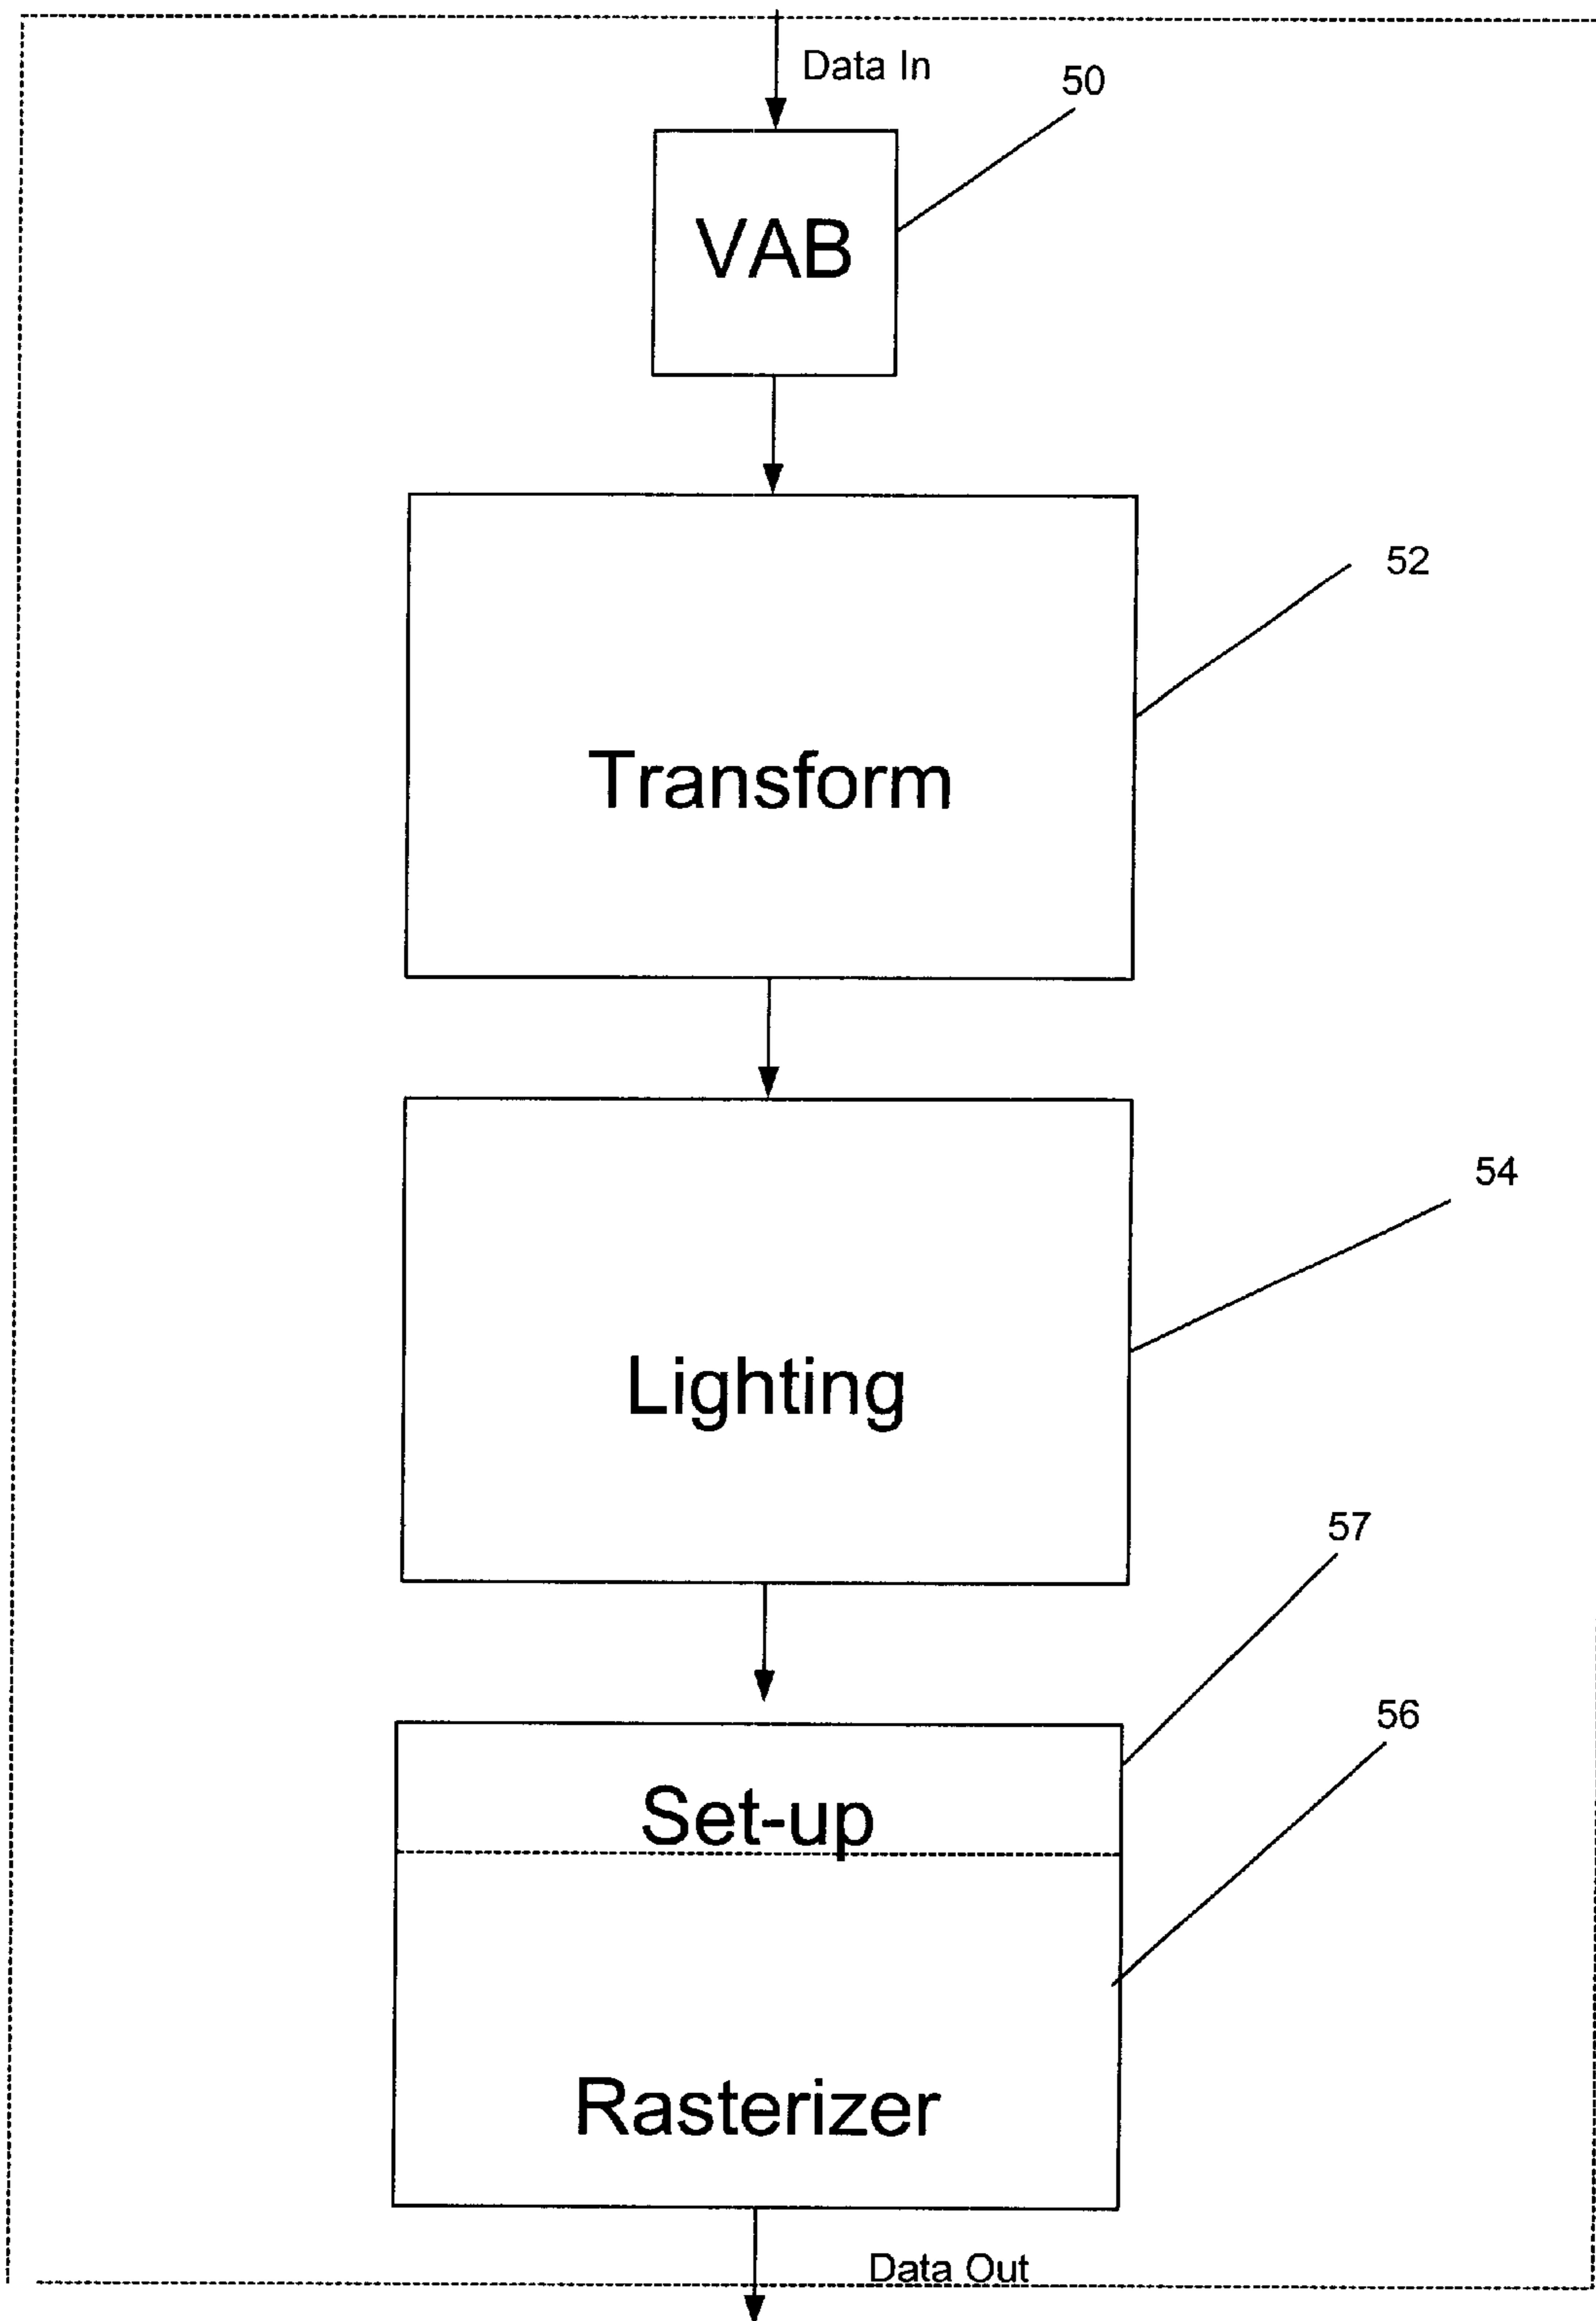 Data In
50
VAB
52
Transform
54
Lighting
57
Set-up
56
Rasterizer
Data Out